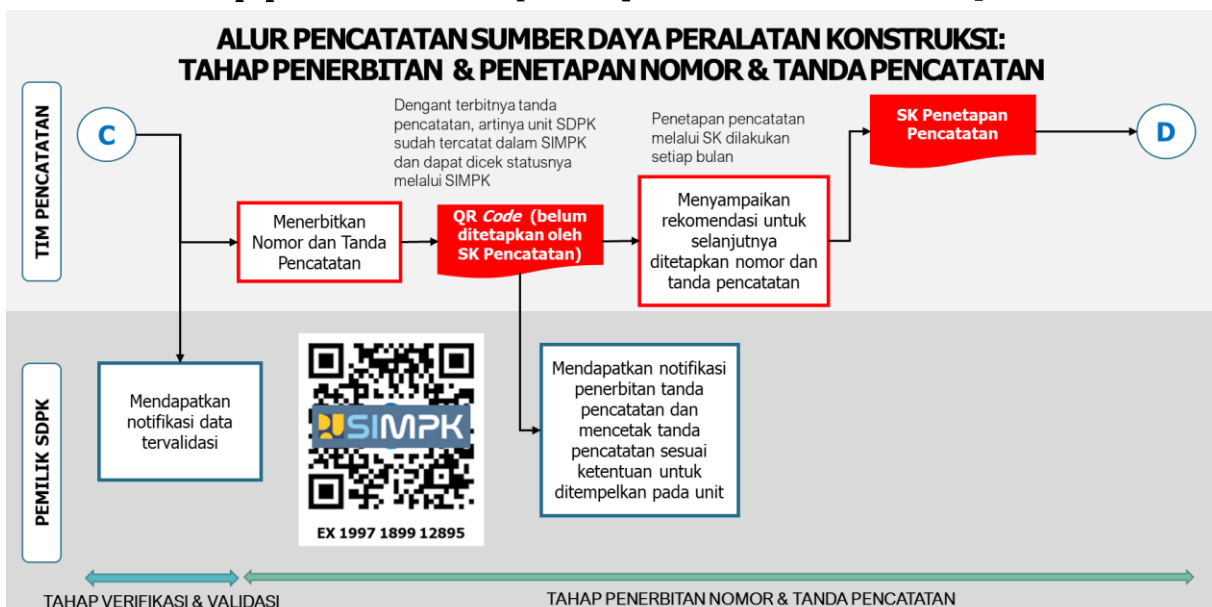 ALUR PENCATATAN SUMBER DAYA PERALATAN KONSTRUKSI:
TAHAP PENERBITAN & PENETAPAN NOMOR & TANDA PENCATATAN
TIM PENCATATAN
C
Dengant terbitnya tanda
pencatatan, artinya unit SDPK
sudah tercatat dalam SIMPK
dan dapat dicek statusnya
melalui SIMPK
Penetapan pencatatan
melalui SK dilakukan
setiap bulan
SK Penetapan
Pencatatan
D
Menerbitkan
Nomor dan Tanda
Pencatatan
QR Code (belum
ditetapkan oleh
SK Pencatatan)
Menyampaikan
rekomendasi untuk
selanjutnya
ditetapkan nomor dan
tanda pencatatan
PEMILIK SDPK
Mendapatkan
notifikasi data
tervalidasi
SIMPK
EX 1997 1899 12895
Mendapatkan notifikasi
penerbitan tanda
pencatatan dan
mencetak tanda
pencatatan sesuai
ketentuan untuk
ditempelkan pada unit
TAHAP VERIFIKASI & VALIDASI
TAHAP PENERBITAN NOMOR & TANDA PENCATATAN